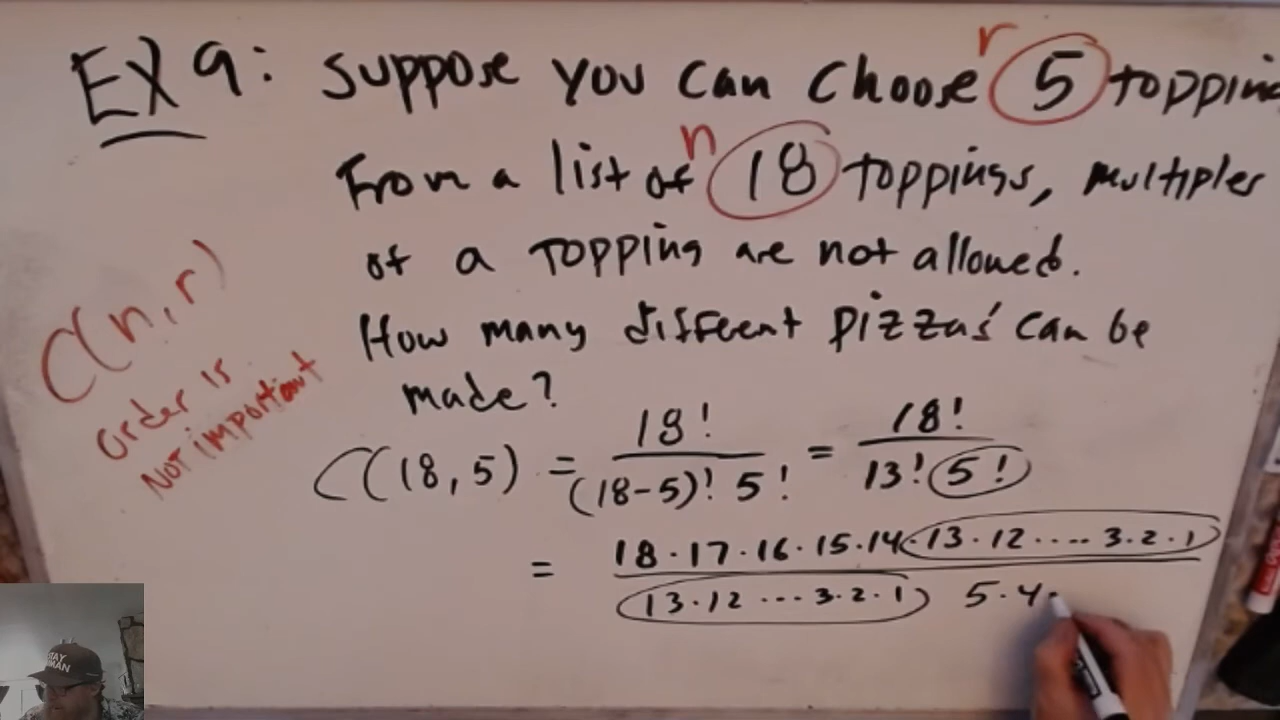 EX 9: Suppose you can choose 5 toppin
r
From a list of 18 toppings, multiples
n
of a topping are not allowed.
How many different pizzas' can be
made?
C(n,r)
order is
NOT important
C(18,5) = 18! / (18-5)! 5! = 18! / 13! 5!
= 18·17·16·15·14·13·12·.... 3·2·1 / 13·12 ... 3·2·1 5·4·
STAY